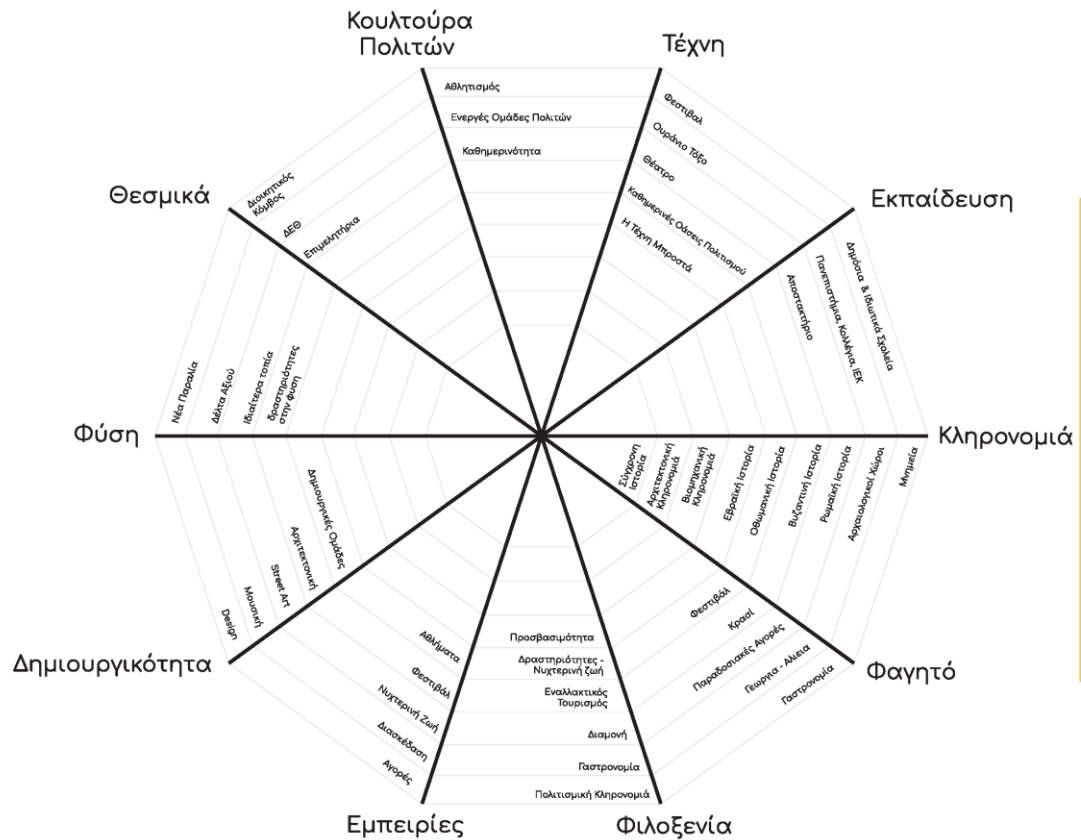 Κουλτούρα
Πολιτών
Αθλητισμός
Ενεργές Ομάδες Πολιτών
Καθημερινότητα
Τέχνη
Φεστιβαλ
Ουράνιο Τόξο
Θέατρο
Καθημερινές Οάσεις Πολιτισμού
Η Τέχνη Μπροστά
Εκπαίδευση
Δημόσια & Ιδιωτικά Σχολεία
Πανεπιστήμια, Κολλέγια, ΙΕΚ
Αποστακτήριο
Κληρονομιά
Σύγχρονη
Ιστορία
Αρχιτεκτονική
Κληρονομιά
Βιομηχανική
Κληρονομιά
Εβραϊκή Ιστορία
Οθωμανική Ιστορία
Βυζαντινή Ιστορία
Ρωμαϊκή Ιστορία
Αρχαιολογικοί Χώροι
Μνημεία
Φαγητό
Φεστιβάλ
Κρασί
Παραδοσιακές Αγορές
Γεωργια - Αλιεια
Γαστρονομία
Φιλοξενία
Προσβασιμότητα
Δραστηριότητες -
Νυχτερινή ζωή
Εναλλακτικός
Τουρισμός
Διαμονή
Γαστρονομία
Πολιτισμική Κληρονομιά
Εμπειρίες
Αθλήματα
Φεστιβάλ
Νυχτερινή Ζωή
Διασκέδαση
Αγορές
Δημιουργικότητα
Δημιουργικές Ομάδες
Αρχιτεκτονική
Street Art
Μουσική
Design
Φύση
Νέα Παραλία
Δέλτα Αξιού
Ιδιαίτερα τοπία
δραστηριότητες
στην Φυση
Θεσμικά
Διοικητικός
Κόμβος
ΔΕΘ
Επιμελητήρια